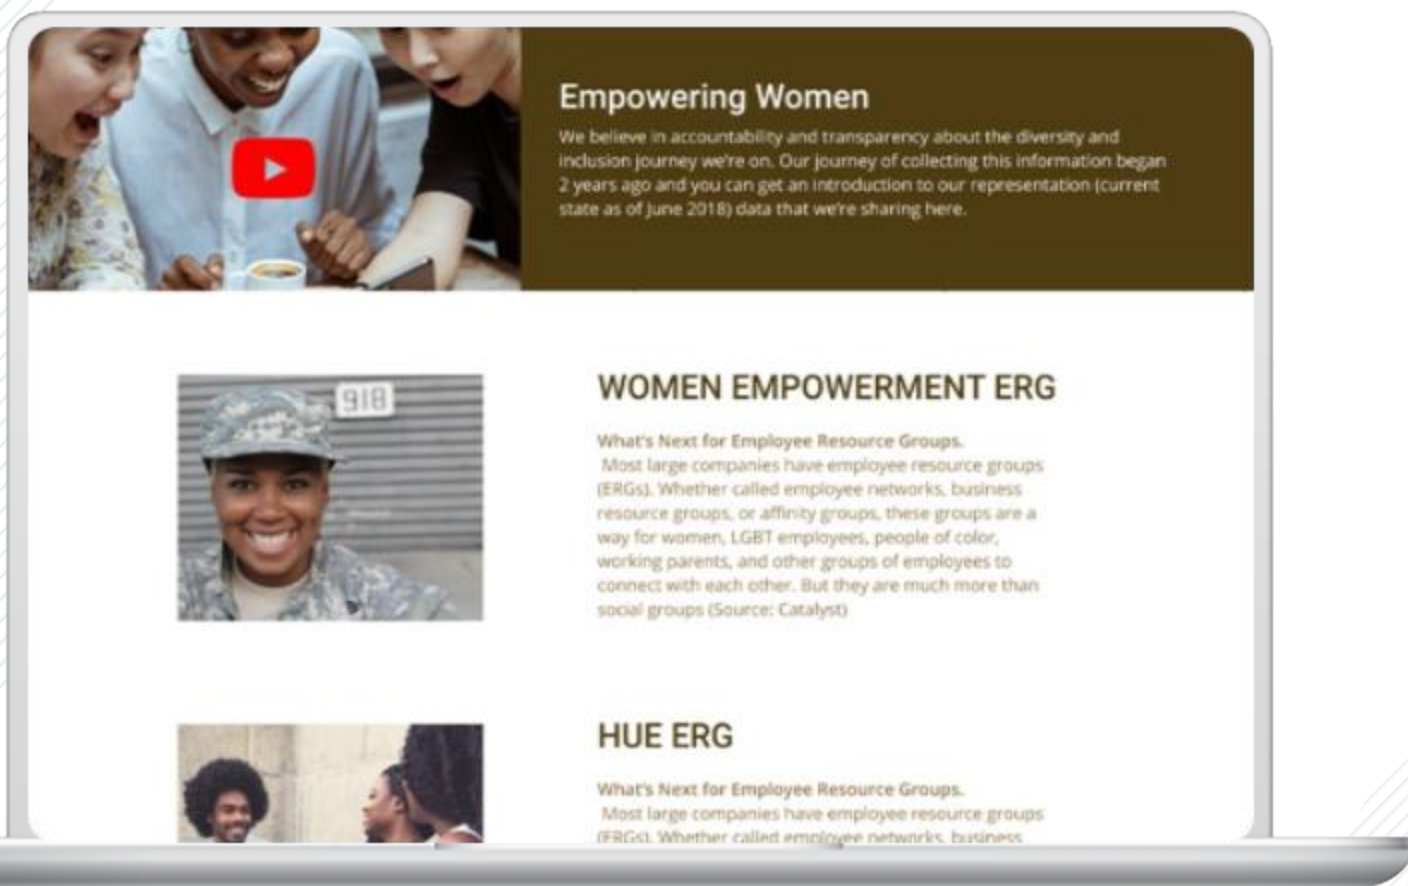 Empowering Women
We believe in accountability and transparency about the diversity and
inclusion journey we're on. Our journey of collecting this information began
2 years ago and you can get an introduction to our representation (current
state as of June 2018) data that we're sharing here.
918
WOMEN EMPOWERMENT ERG
What's Next for Employee Resource Groups.
Most large companies have employee resource groups
(ERGs). Whether called employee networks, business
resource groups, or affinity groups, these groups are a
way for women, LGBT employees, people of color,
working parents, and other groups of employees to
connect with each other. But they are much more than
social groups (Source: Catalyst)
HUE ERG
What's Next for Employee Resource Groups.
Most large companies have employee resource groups
(ERGs). Whether called employee networks, business